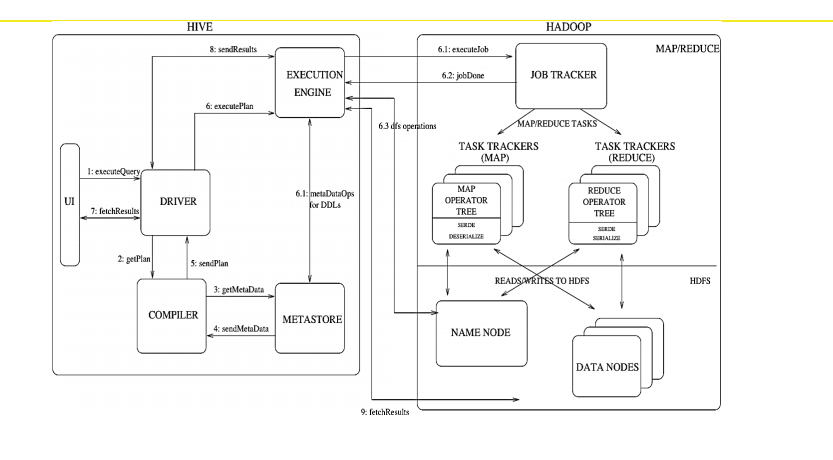 HIVE
HADOOP
8: sendResults
6.1: executeJob
MAP/REDUCE
EXECUTION
ENGINE
6.2: jobDone
JOB TRACKER
6: executePlan
6.3 dfs operations
MAP/REDUCE TASKS
TASK TRACKERS
(MAP)
TASK TRACKERS
(REDUCE)
1: executeQuery
UI
DRIVER
7: fetchResults
6.1: metaDataOps
for DDLs
MAP
OPERATOR
TREE
SERDE
DESERIALIZE
REDUCE
OPERATOR
TREE
SERDE
SERIALIZE
2: getPlan
5: sendPlan
READS/WRITES TO HDFS
HDFS
3: getMetaData
COMPILER
METASTORE
4: sendMetaData
NAME NODE
DATA NODES
9: fetchResults